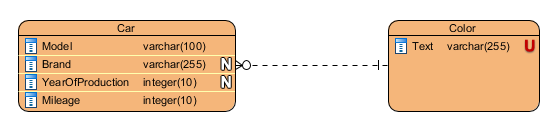 Car
Model varchar(100)
Brand varchar(255) N
YearOfProduction integer(10) N
Mileage integer(10)
Color
Text varchar(255) U